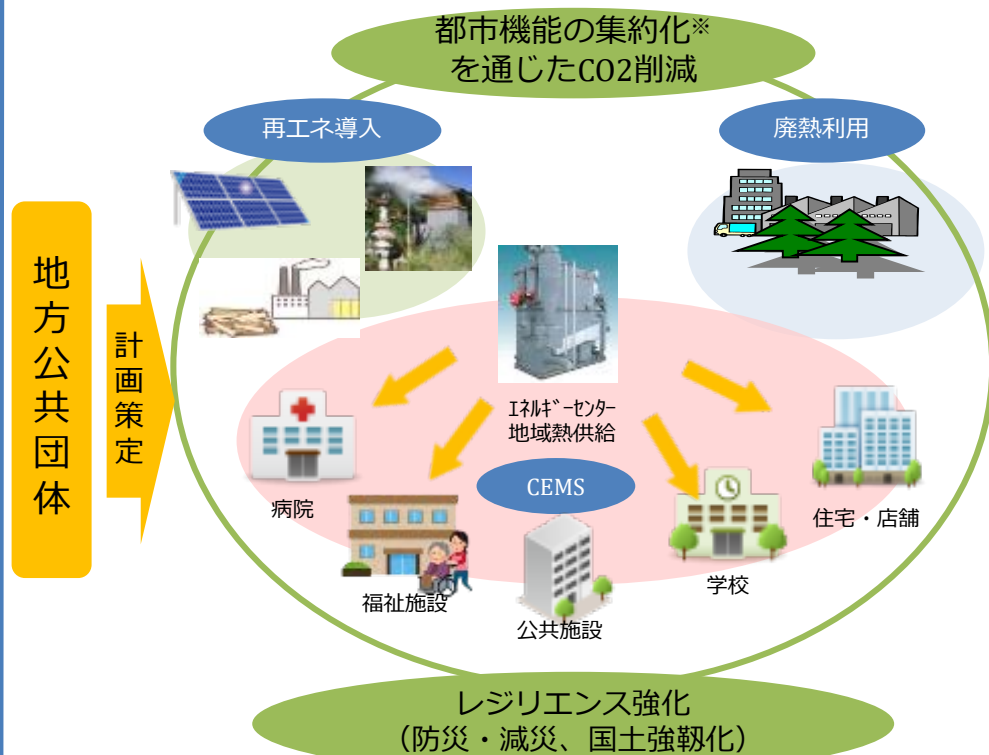 都市機能の集約化※
を通じたCO2削減
再エネ導入
廃熱利用
地方公共団体
計画策定
ｴﾈﾙｷﾞｰｾﾝﾀｰ
地域熱供給
CEMS
病院
福祉施設
公共施設
学校
住宅・店舗
レジリエンス強化
（防災・減災、国土強靱化）